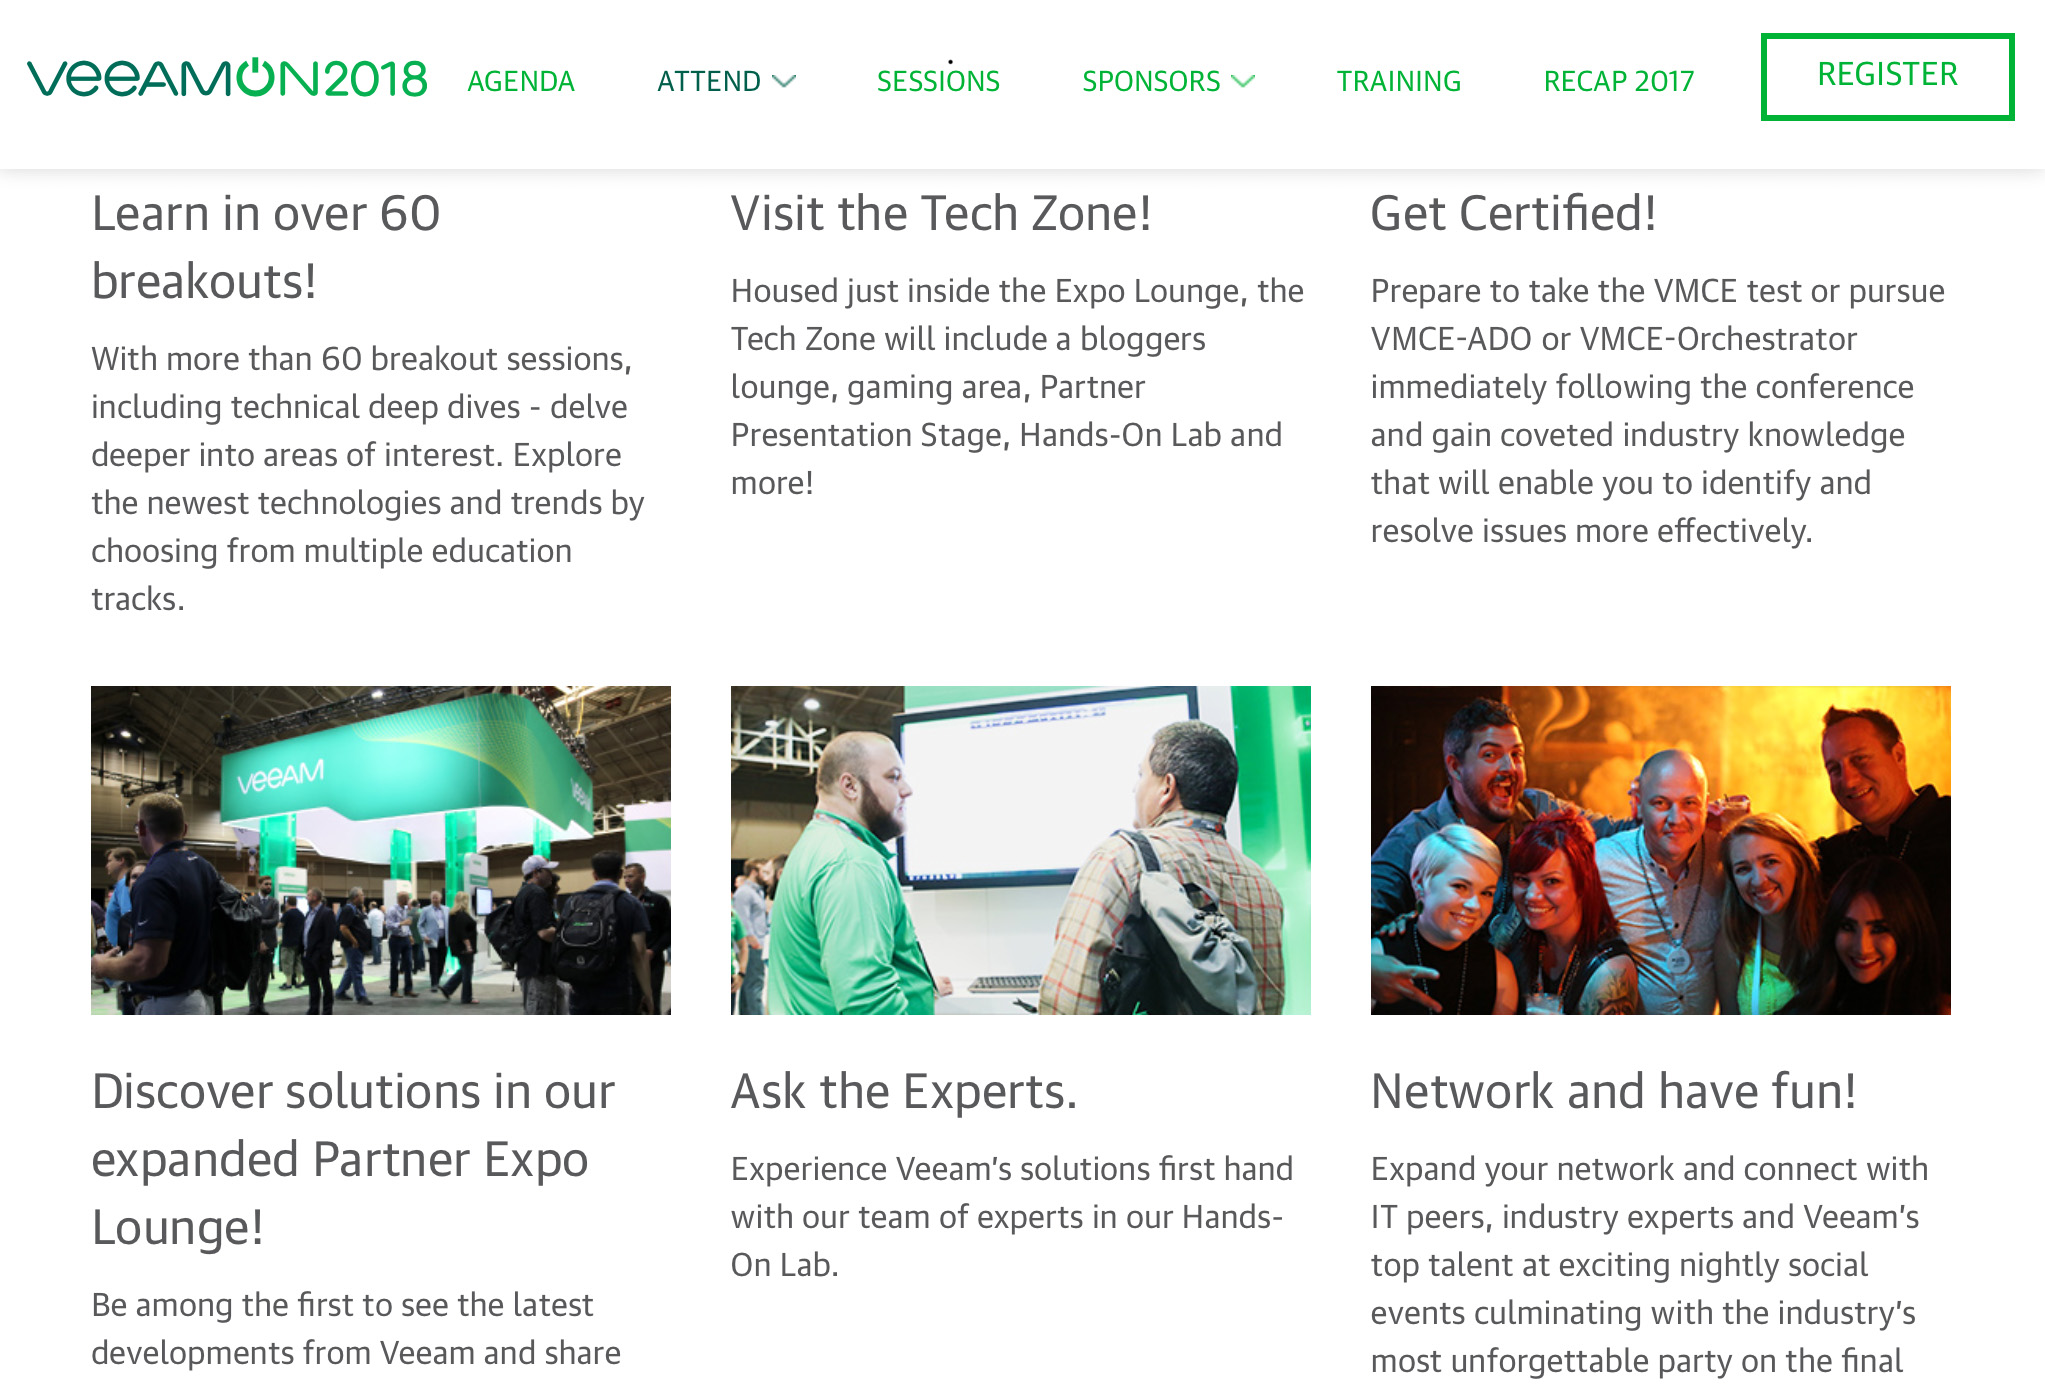 VeeAMON2018 AGENDA ATTEND SESSIONS SPONSORS TRAINING RECAP 2017 REGISTER
Learn in over 60
breakouts!
With more than 60 breakout sessions,
including technical deep dives - delve
deeper into areas of interest. Explore
the newest technologies and trends by
choosing from multiple education
tracks.
Visit the Tech Zone!
Housed just inside the Expo Lounge, the
Tech Zone will include a bloggers
lounge, gaming area, Partner
Presentation Stage, Hands-On Lab and
more!
Get Certified!
Prepare to take the VMCE test or pursue
VMCE-ADO or VMCE-Orchestrator
immediately following the conference
and gain coveted industry knowledge
that will enable you to identify and
resolve issues more effectively.
veeAM
Discover solutions in our
expanded Partner Expo
Lounge!
Be among the first to see the latest
developments from Veeam and share
Ask the Experts.
Experience Veeam's solutions first hand
with our team of experts in our Hands-
On Lab.
Network and have fun!
Expand your network and connect with
IT peers, industry experts and Veeam's
top talent at exciting nightly social
events culminating with the industry's
most unforgettable party on the final